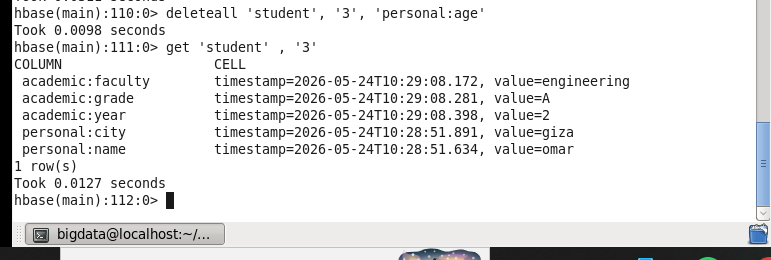 hbase(main):110:0> deleteall 'student', '3', 'personal:age'
Took 0.0098 seconds
hbase(main):111:0> get 'student' , '3'
COLUMN CELL
academic:faculty timestamp=2026-05-24T10:29:08.172, value=engineering
academic:grade timestamp=2026-05-24T10:29:08.281, value=A
academic:year timestamp=2026-05-24T10:29:08.398, value=2
personal:city timestamp=2026-05-24T10:28:51.891, value=giza
personal:name timestamp=2026-05-24T10:28:51.634, value=omar
1 row(s)
Took 0.0127 seconds
hbase(main):112:0>
bigdata@localhost:~/...